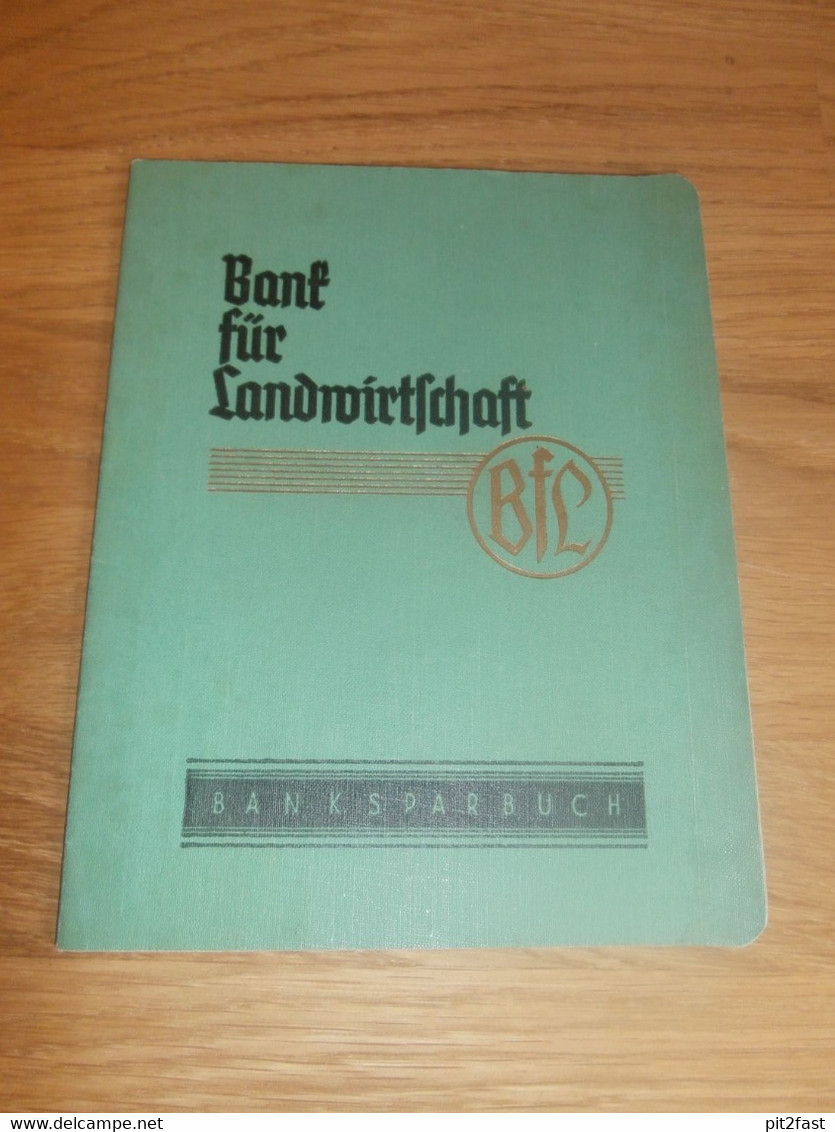 Bank
für
Landwirtschaft
BfL
BANKSPARBUCH
www.delcampe.net
pit2fast